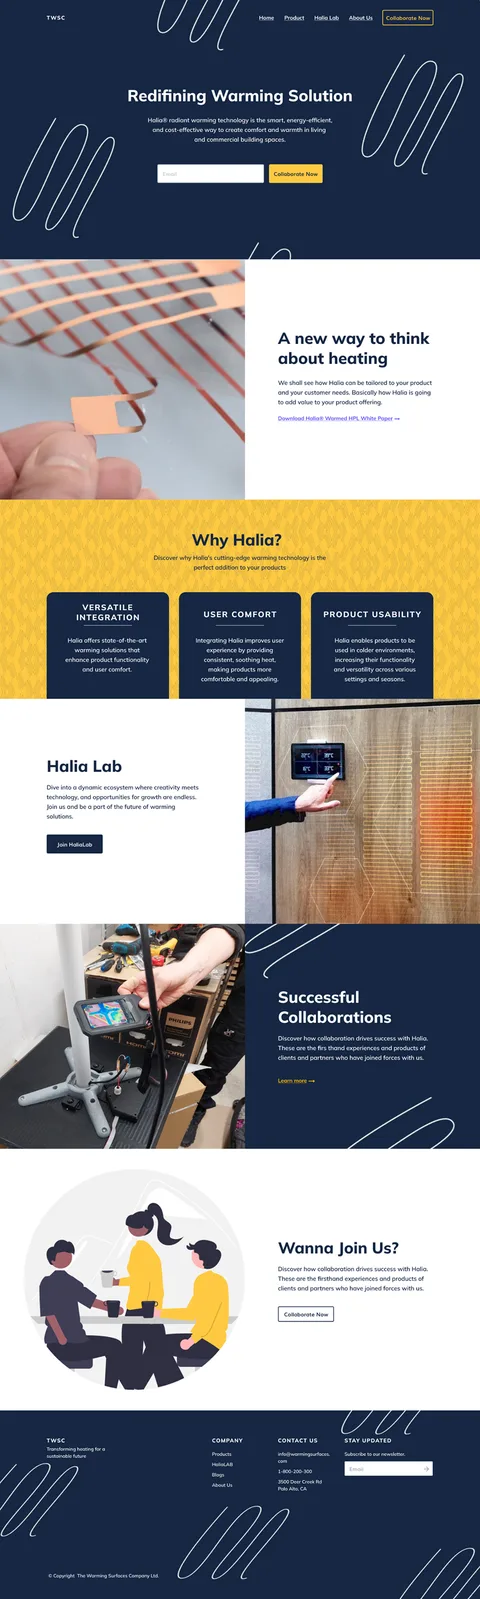 TWSC
Home Product Halia Lab About Us Collaborate Now
Redifining Warming Solution
Halia® radiant warming technology is the smart, energy-efficient,
and cost-effective way to create comfort and warmth in living
and commercial building spaces.
Email Collaborate Now
A new way to think
about heating
We shall see how Halia can be tailored to your product
and your customer needs. Basically how Halia is going
to add value to your product offering.
Download Halia® Warmed HPL White Paper →
Why Halia?
Discover why Halia's cutting-edge warming technology is the
perfect addition to your products
VERSATILE
INTEGRATION
Halia offers state-of-the-art
warming solutions that
enhance product functionality
and user comfort.
USER COMFORT
Integrating Halia improves user
experience by providing
consistent, soothing heat,
making products more
comfortable and appealing.
PRODUCT USABILITY
Halia enables products to be
used in colder environments,
increasing their functionality
and versatility across various
settings and seasons.
Halia Lab
Dive into a dynamic ecosystem where creativity meets
technology, and opportunities for growth are endless.
Join us and be a part of the future of warming
solutions.
Join HaliaLab
PHILIPS
Successful
Collaborations
Discover how collaboration drives success with Halia.
These are the firs thand experiences and products of
clients and partners who have joined forces with us.
Learn more →
Wanna Join Us?
Discover how collaboration drives success with Halia.
These are the firsthand experiences and products of
clients and partners who have joined forces with us.
Collaborate Now
TWSC
Transforming heating for a
sustainable future
COMPANY
Products
HaliaLAB
Blogs
About Us
CONTACT US
info@warmingsurfaces.
com
1-800-200-300
3500 Deer Creek Rd
Palo Alto, CA
STAY UPDATED
Subscribe to our newsletter.
Email
© Copyright The Warming Surfaces Company Ltd.